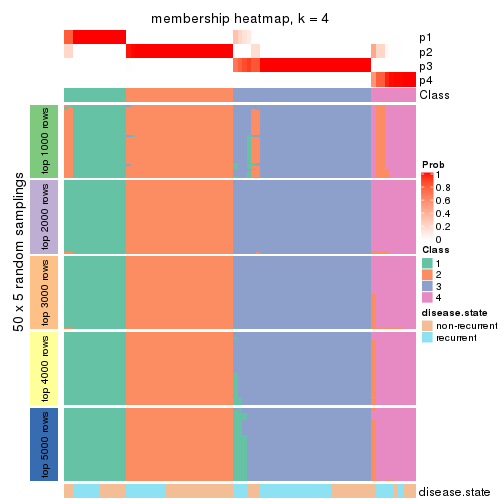 membership heatmap, k = 4
p1
p2
p3
p4
Class
50 x 5 random samplings
top 1000 rows
top 2000 rows
top 3000 rows
top 4000 rows
top 5000 rows
Prob
1
0.8
0.6
0.4
0.2
0
Class
1
2
3
4
disease.state
non-recurrent
recurrent
disease.state